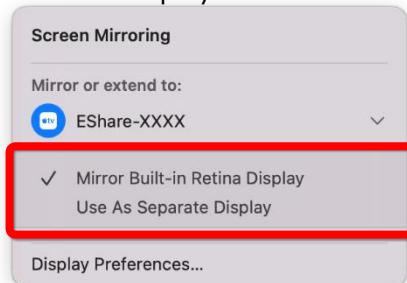 Screen Mirroring
Mirror or extend to:
EShare-XXXX
✓ Mirror Built-in Retina Display
Use As Separate Display
Display Preferences...